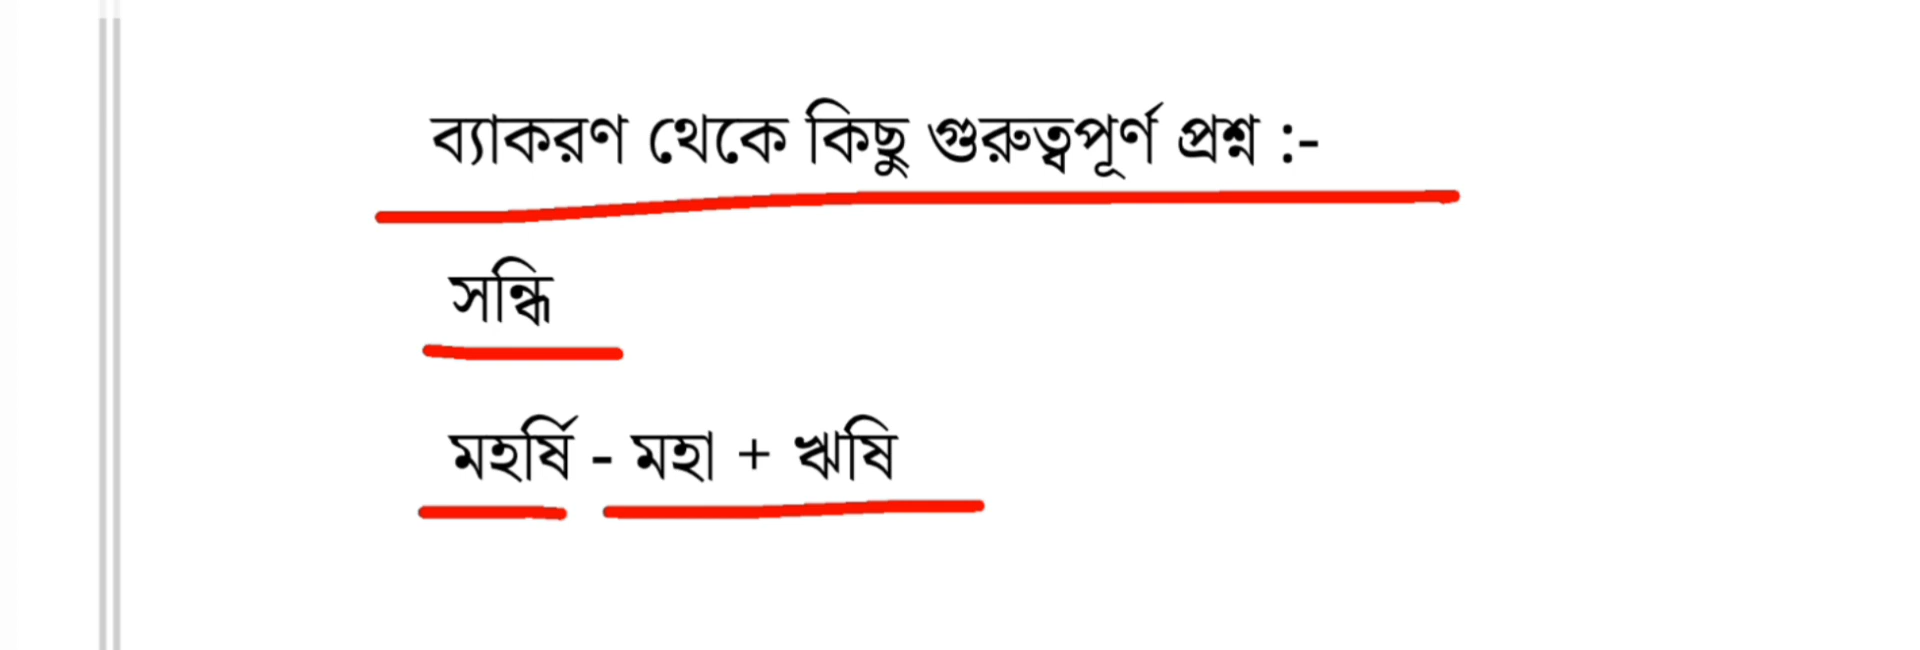 ব্যাকরণ থেকে কিছু গুরুত্বপূর্ণ প্রশ্ন :-
সন্ধি
মহর্ষি - মহা + ঋষি